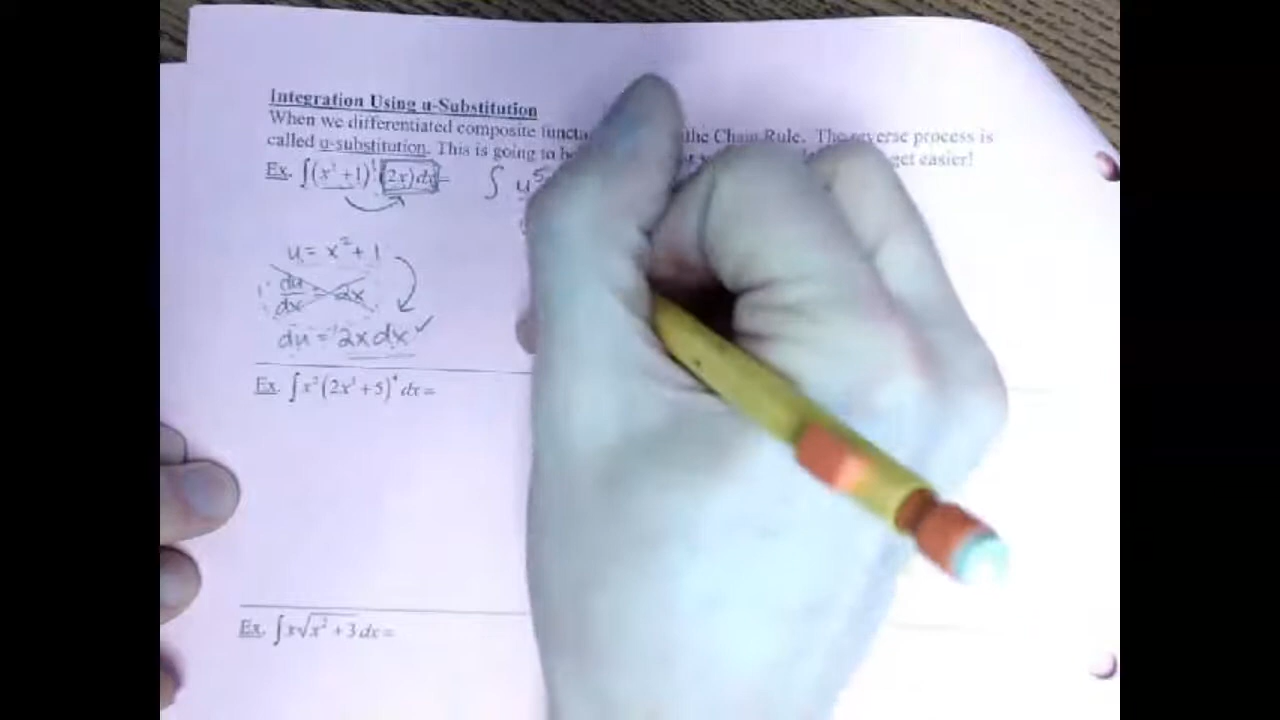 Integration Using u-Substitution
When we differentiated composite the Chain Rule. The reverse process is
called u-substitution. This is going to get easier!
Ex. ∫(x² + 1)⁵(2x)dx = ∫ u⁵
u = x² + 1
du/dx = 2x
du = 2x dx ✓
Ex. ∫x²(2x³ + 5)⁴ dx =
Ex. ∫x√(x² + 3) dx =